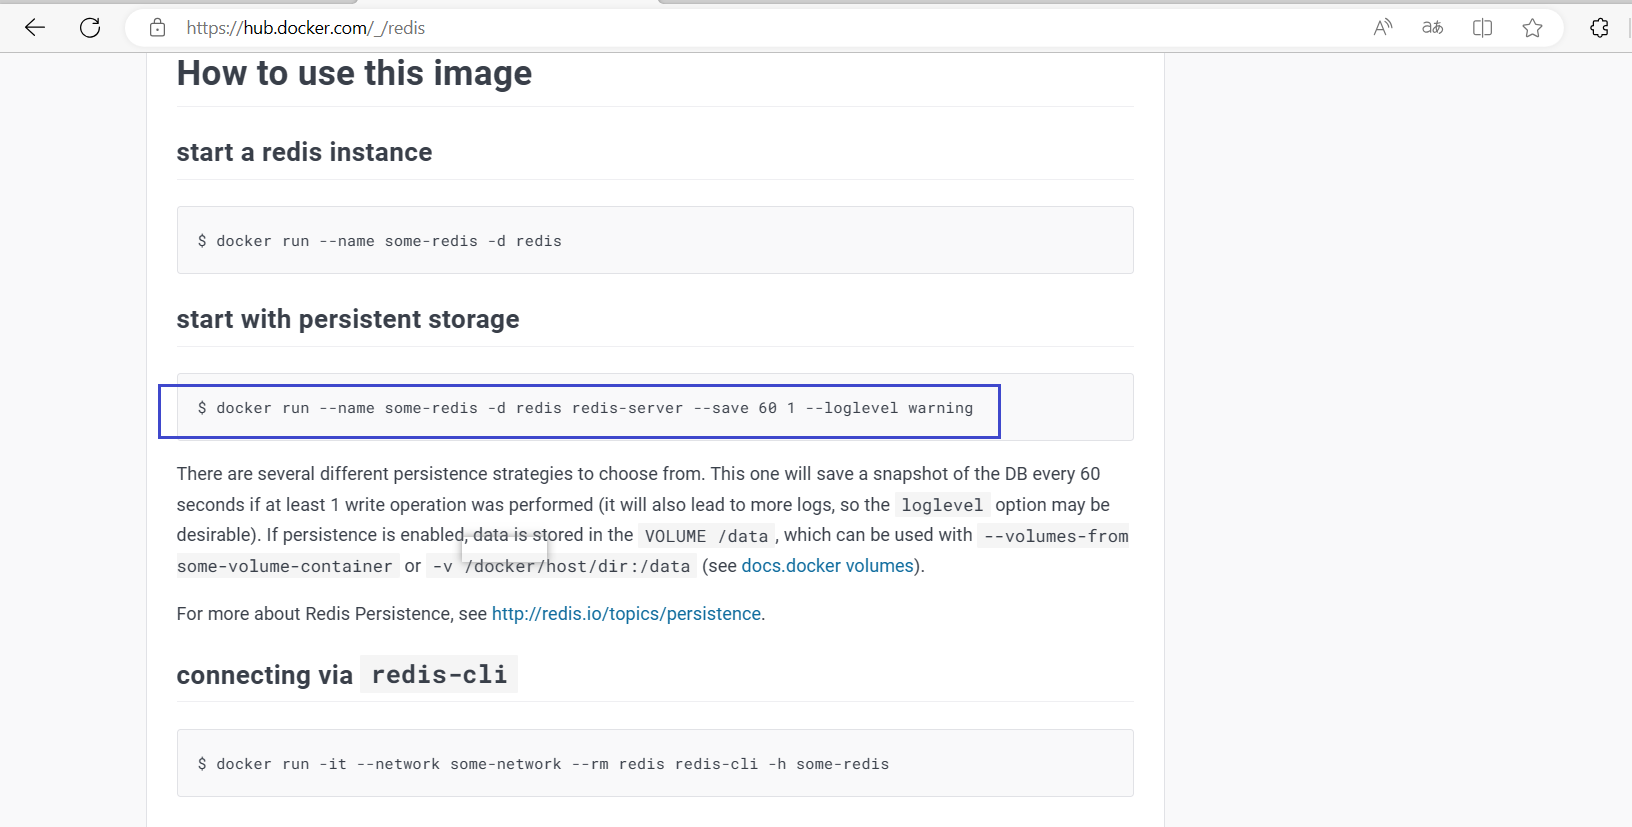 https://hub.docker.com/_/redis
A
aあ
How to use this image
start a redis instance
$ docker run --name some-redis -d redis
start with persistent storage
$ docker run --name some-redis -d redis redis-server --save 60 1 --loglevel warning
There are several different persistence strategies to choose from. This one will save a snapshot of the DB every 60
seconds if at least 1 write operation was performed (it will also lead to more logs, so the loglevel option may be
desirable). If persistence is enabled, data is stored in the VOLUME /data , which can be used with --volumes-from
some-volume-container or -v /docker/host/dir:/data (see docs.docker volumes).
For more about Redis Persistence, see http://redis.io/topics/persistence.
connecting via redis-cli
$ docker run -it --network some-network --rm redis redis-cli -h some-redis